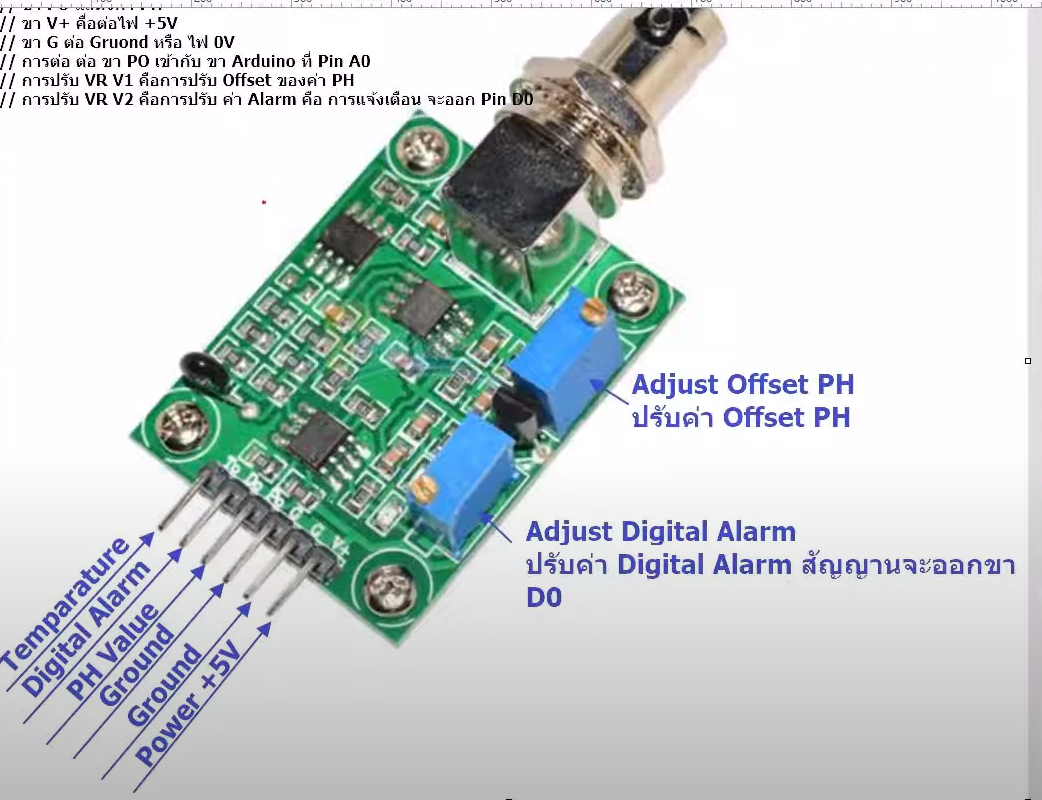 // ขา V+ คือต่อไฟ +5V
// ขา G ต่อ Gruond หรือ ไฟ 0V
// การต่อ ต่อ ขา PO เข้ากับ ขา Arduino ที่ Pin A0
// การปรับ VR V1 คือการปรับ Offset ของค่า PH
// การปรับ VR V2 คือการปรับ ค่า Alarm คือ การแจ้งเตือน จะออก Pin D0
Adjust Offset PH
ปรับค่า Offset PH
Adjust Digital Alarm
ปรับค่า Digital Alarm สัญญานจะออกขา
D0
To Do Po G G V+
Temparature
Digital Alarm
PH Value
Ground
Ground
Power +5V